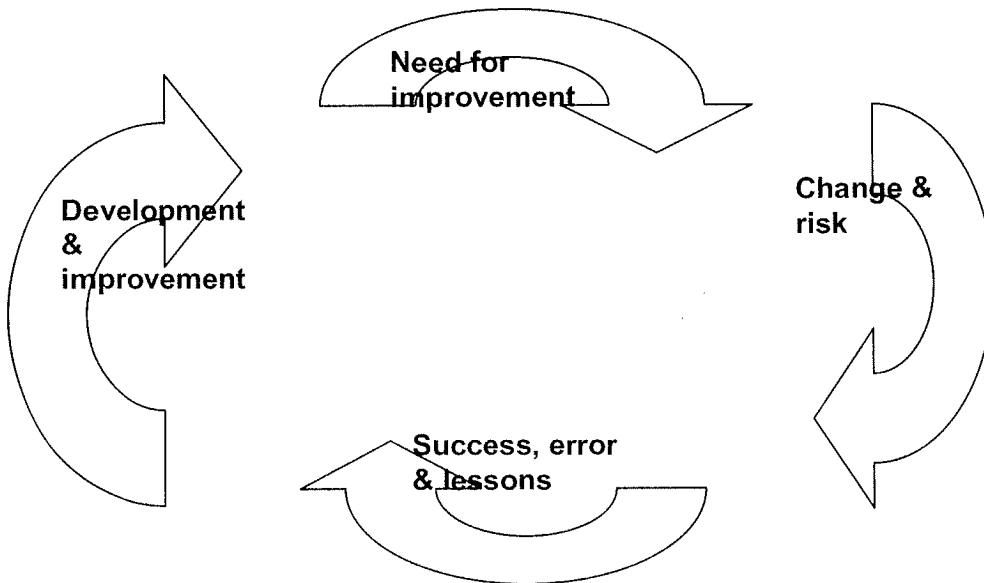 Need for
improvement
Change &
risk
Success, error
& lessons
Development
&
improvement